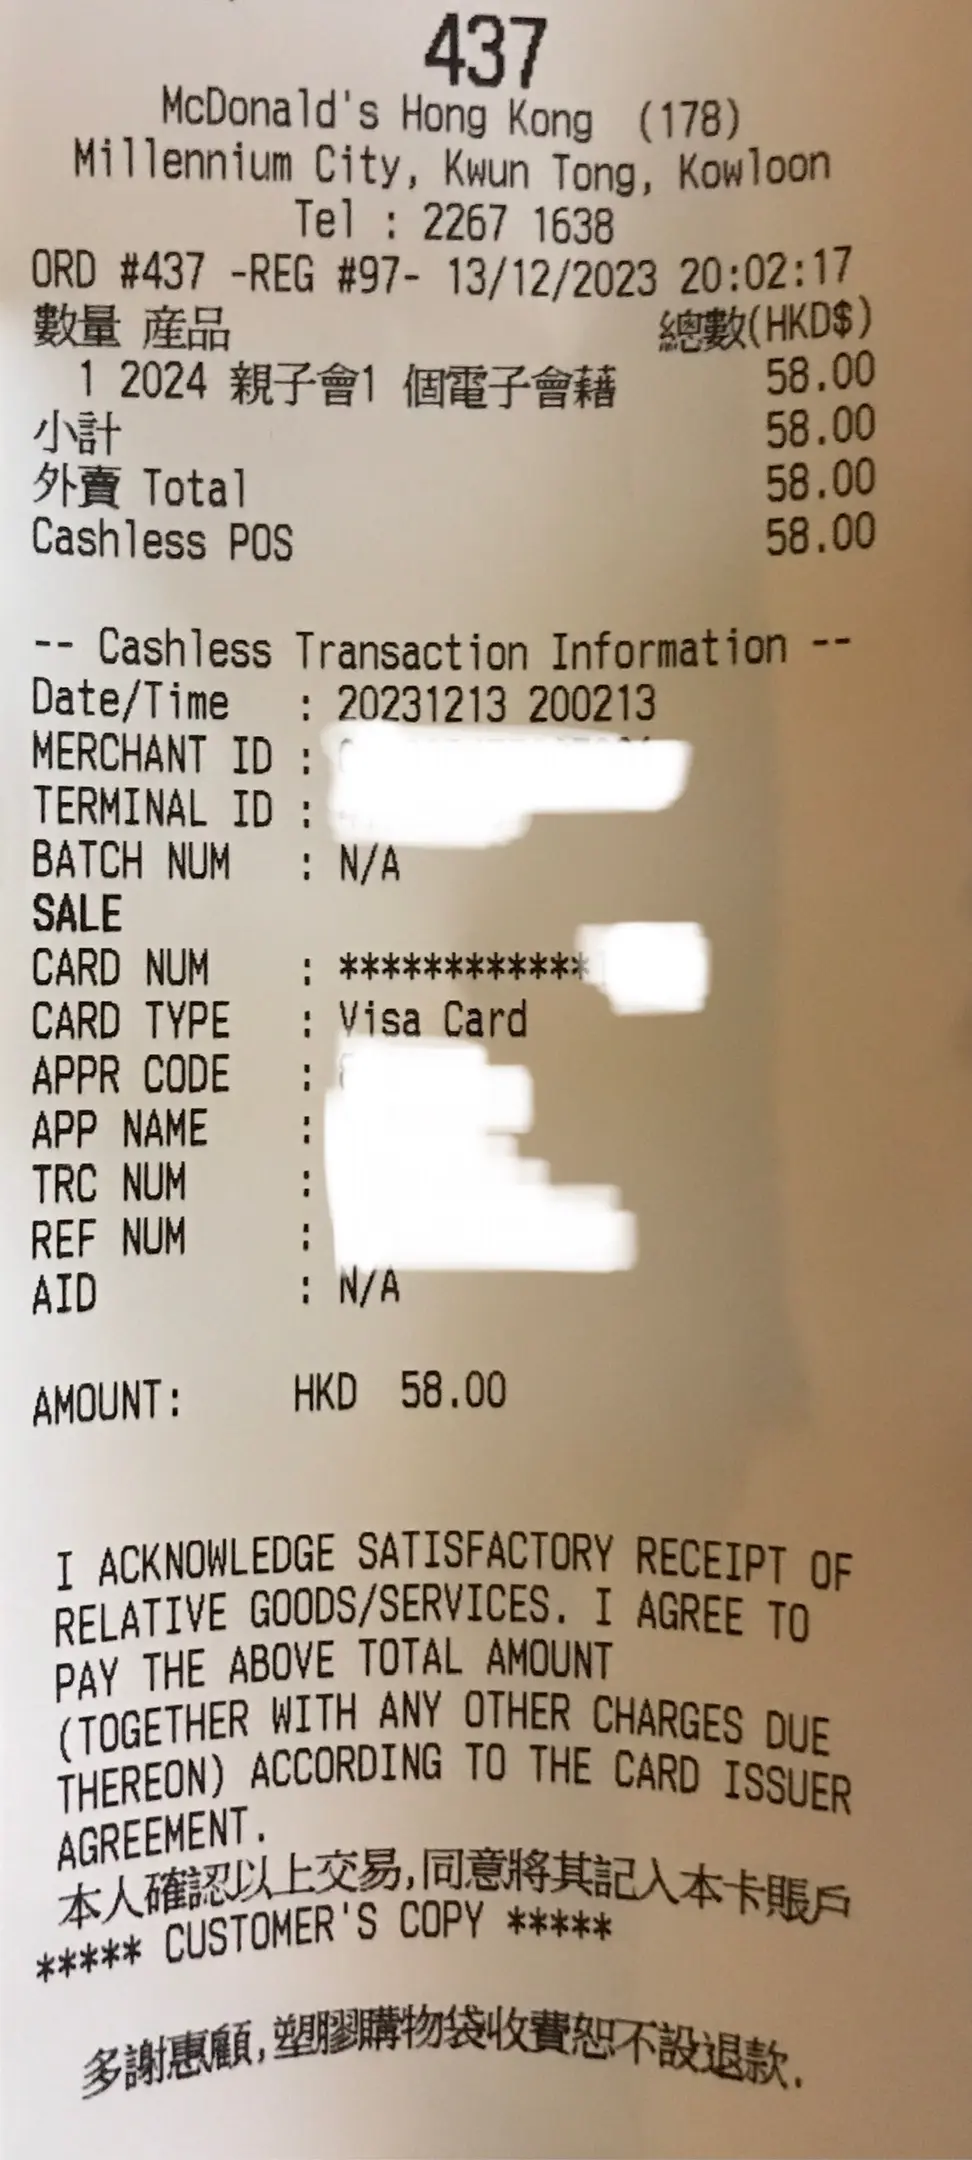 437
McDonald's Hong Kong (178)
Millennium City, Kwun Tong, Kowloon
Tel : 2267 1638
ORD #437 -REG #97- 13/12/2023 20:02:17
數量 產品 總數(HKD$)
1 2024 親子會1 個電子會藉 58.00
小計 58.00
外賣 Total 58.00
Cashless POS 58.00
-- Cashless Transaction Information --
Date/Time : 20231213 200213
MERCHANT ID :
TERMINAL ID :
BATCH NUM : N/A
SALE
CARD NUM : ************
CARD TYPE : Visa Card
APPR CODE :
APP NAME :
TRC NUM :
REF NUM :
AID : N/A
AMOUNT: HKD 58.00
I ACKNOWLEDGE SATISFACTORY RECEIPT OF
RELATIVE GOODS/SERVICES. I AGREE TO
PAY THE ABOVE TOTAL AMOUNT
(TOGETHER WITH ANY OTHER CHARGES DUE
THEREON) ACCORDING TO THE CARD ISSUER
AGREEMENT.
本人確認以上交易,同意將其記入本卡賬戶
***** CUSTOMER'S COPY *****
多謝惠顧,塑膠購物袋收費恕不設退款.